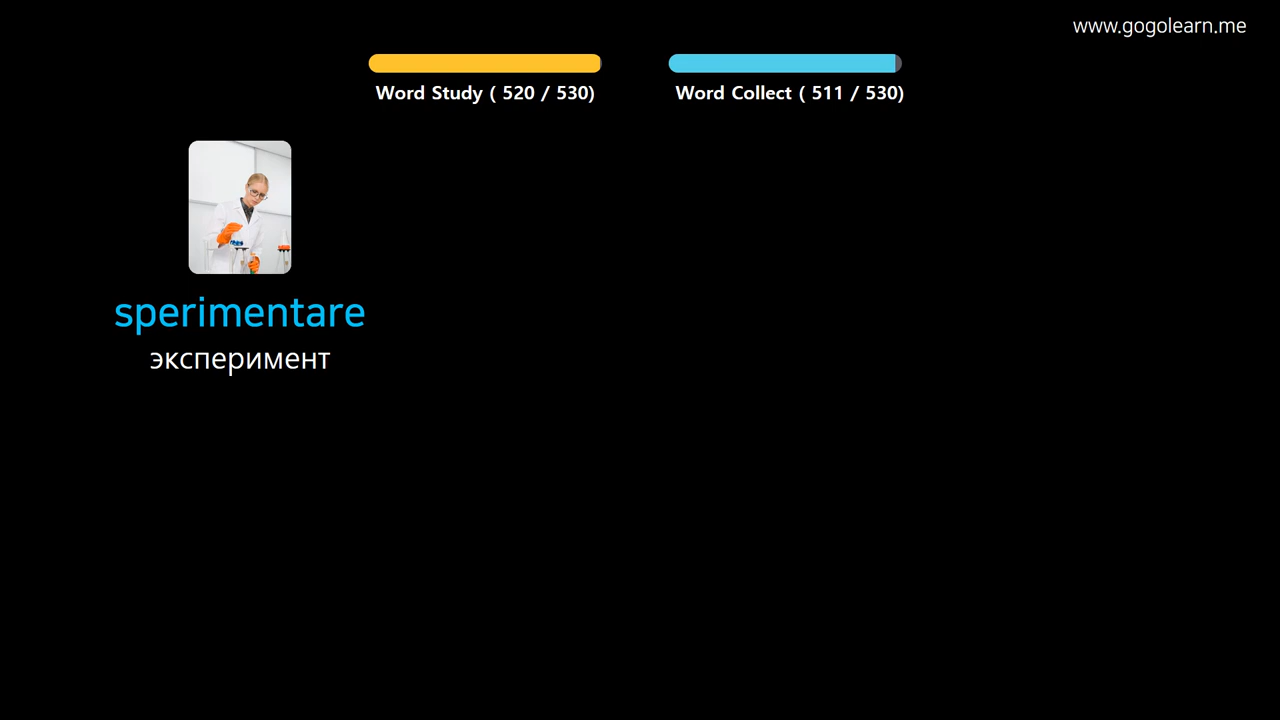 www.gogolearn.me
Word Study ( 520 / 530)
Word Collect ( 511 / 530)
sperimentare
эксперимент